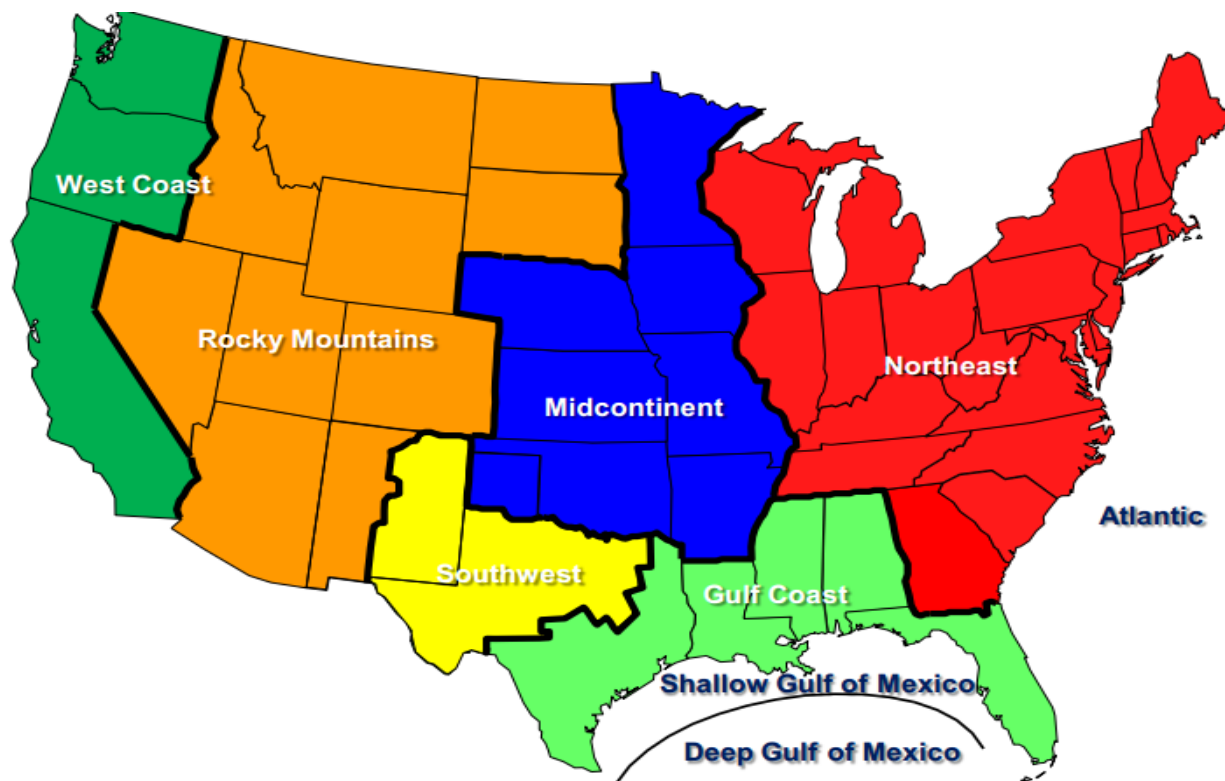 West Coast
Rocky Mountains
Northeast
Midcontinent
Atlantic
Southwest
Gulf Coast
Shallow Gulf of Mexico
Deep Gulf of Mexico